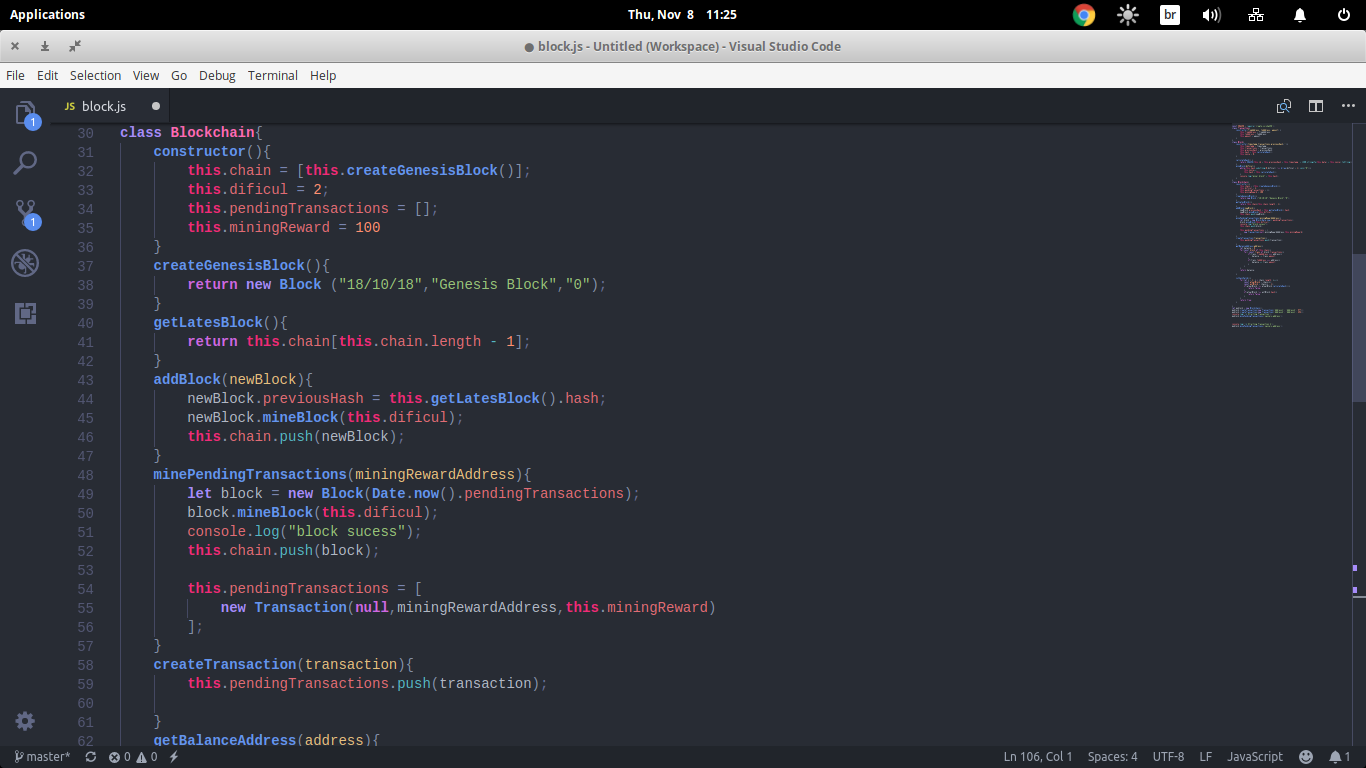 Applications Thu, Nov 8 11:25 br
block.js - Untitled (Workspace) - Visual Studio Code
File Edit Selection View Go Debug Terminal Help
1 JS block.js
30 class Blockchain{
31 constructor(){
32 this.chain = [this.createGenesisBlock()];
33 this.dificul = 2;
34 this.pendingTransactions = [];
35 this.miningReward = 100
36 }
37 createGenesisBlock(){
38 return new Block ("18/10/18","Genesis Block","0");
39 }
40 getLatesBlock(){
41 return this.chain[this.chain.length - 1];
42 }
43 addBlock(newBlock){
44 newBlock.previousHash = this.getLatesBlock().hash;
45 newBlock.mineBlock(this.dificul);
46 this.chain.push(newBlock);
47 }
48 minePendingTransactions(miningRewardAddress){
49 let block = new Block(Date.now().pendingTransactions);
50 block.mineBlock(this.dificul);
51 console.log("block sucess");
52 this.chain.push(block);
53
54 this.pendingTransactions = [
55 new Transaction(null,miningRewardAddress,this.miningReward)
56 ];
57 }
58 createTransaction(transaction){
59 this.pendingTransactions.push(transaction);
60
61 }
62 getBalanceAddress(address){
1
master* 0 0 Ln 106, Col 1 Spaces: 4 UTF-8 LF JavaScript 1